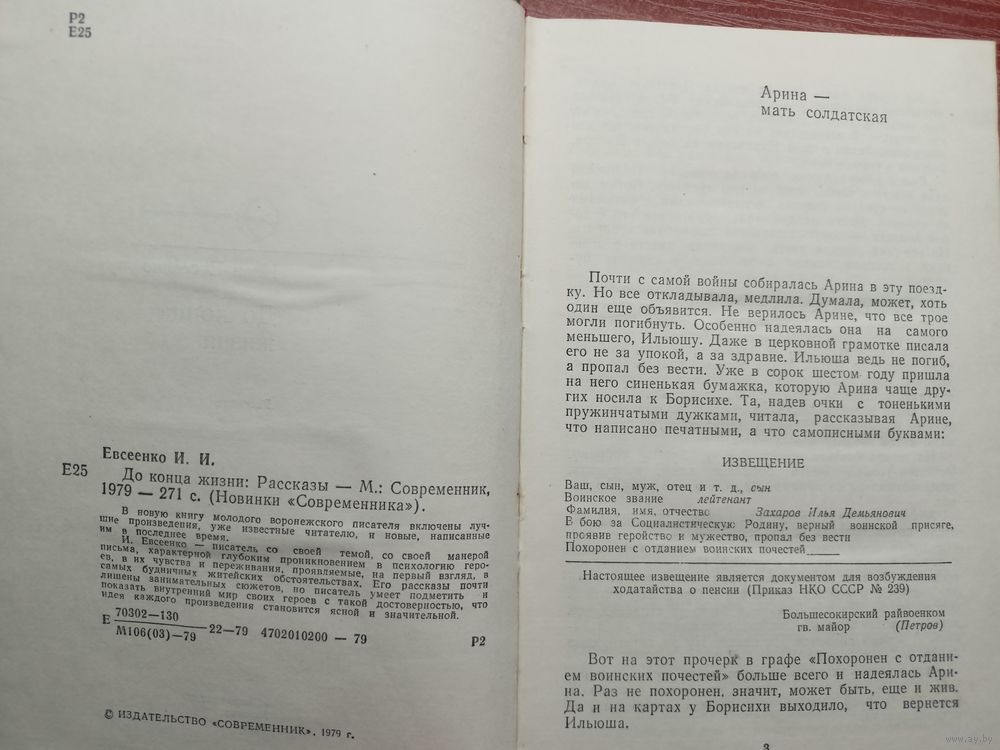 Р2
Е25
Евсеенко И. И.
Е25
До конца жизни: Рассказы — М.: Современник,
1979 — 271 с. (Новинки «Современника»).
В новую книгу молодого воронежского писателя включены луч-
шие произведения, уже известные читателю, и новые, написанные
им в последнее время.
И. Евсеенко — писатель со своей темой, со своей манерой
письма, характерной глубоким проникновением в психологию геро-
ев, в их чувства и переживания, проявляемые, на первый взгляд, в
самых будничных житейских обстоятельствах. Его рассказы почти
лишены занимательных сюжетов, но писатель умеет подметить и
показать внутренний мир своих героев с такой достоверностью, что
идея каждого произведения становится ясной и значительной.
Е 70302—130
М106(03)—79 22—79 4702010200 — 79
Р2
© ИЗДАТЕЛЬСТВО «СОВРЕМЕННИК», 1979 г.
Арина —
мать солдатская
Почти с самой войны собиралась Арина в эту поезд-
ку. Но все откладывала, медлила. Думала, может, хоть
один еще объявится. Не верилось Арине, что все трое
могли погибнуть. Особенно надеялась она на самого
меньшего, Ильюшу. Даже в церковной грамотке писала
его не за упокой, а за здравие. Ильюша ведь не погиб,
а пропал без вести. Уже в сорок шестом году пришла
на него синенькая бумажка, которую Арина чаще дру-
гих носила к Борисихе. Та, надев очки с тоненькими
пружинчатыми дужками, читала, рассказывая Арине,
что написано печатными, а что самописными буквами:
ИЗВЕЩЕНИЕ
Ваш, сын, муж, отец и т. д., сын
Воинское звание лейтенант
Фамилия, имя, отчество Захаров Илья Демьянович
В бою за Социалистическую Родину, верный воинской присяге,
проявив геройство и мужество, пропал без вести
Похоронен с отданием воинских почестей_____
Настоящее извещение является документом для возбуждения
ходатайства о пенсии (Приказ НКО СССР № 239)
Большесокирский райвоенком
гв. майор (Петров)
Вот на этот прочерк в графе «Похоронен с отдани-
ем воинских почестей» больше всего и надеялась Ари-
на. Раз не похоронен, значит, может быть, еще и жив.
Да и на картах у Борисихи выходило, что вернется
Ильюша.
3
www.ay.by